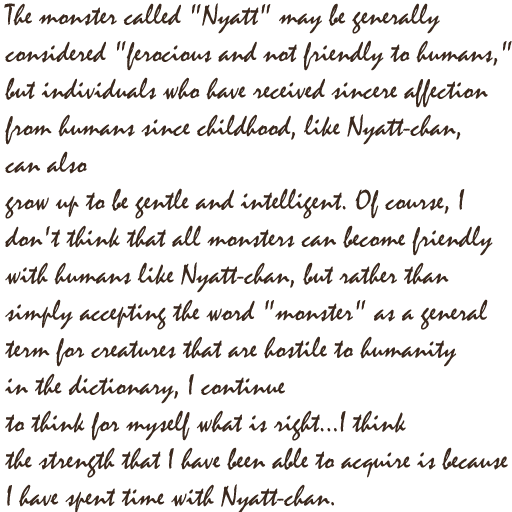 The monster called "Nyatt" may be generally
considered "ferocious and not friendly to humans,"
but individuals who have received sincere affection
from humans since childhood, like Nyatt-chan,
can also
grow up to be gentle and intelligent. Of course, I
don't think that all monsters can become friendly
with humans like Nyatt-chan, but rather than
simply accepting the word "monster" as a general
term for creatures that are hostile to humanity
in the dictionary, I continue
to think for myself what is right...I think
the strength that I have been able to acquire is because
I have spent time with Nyatt-chan.